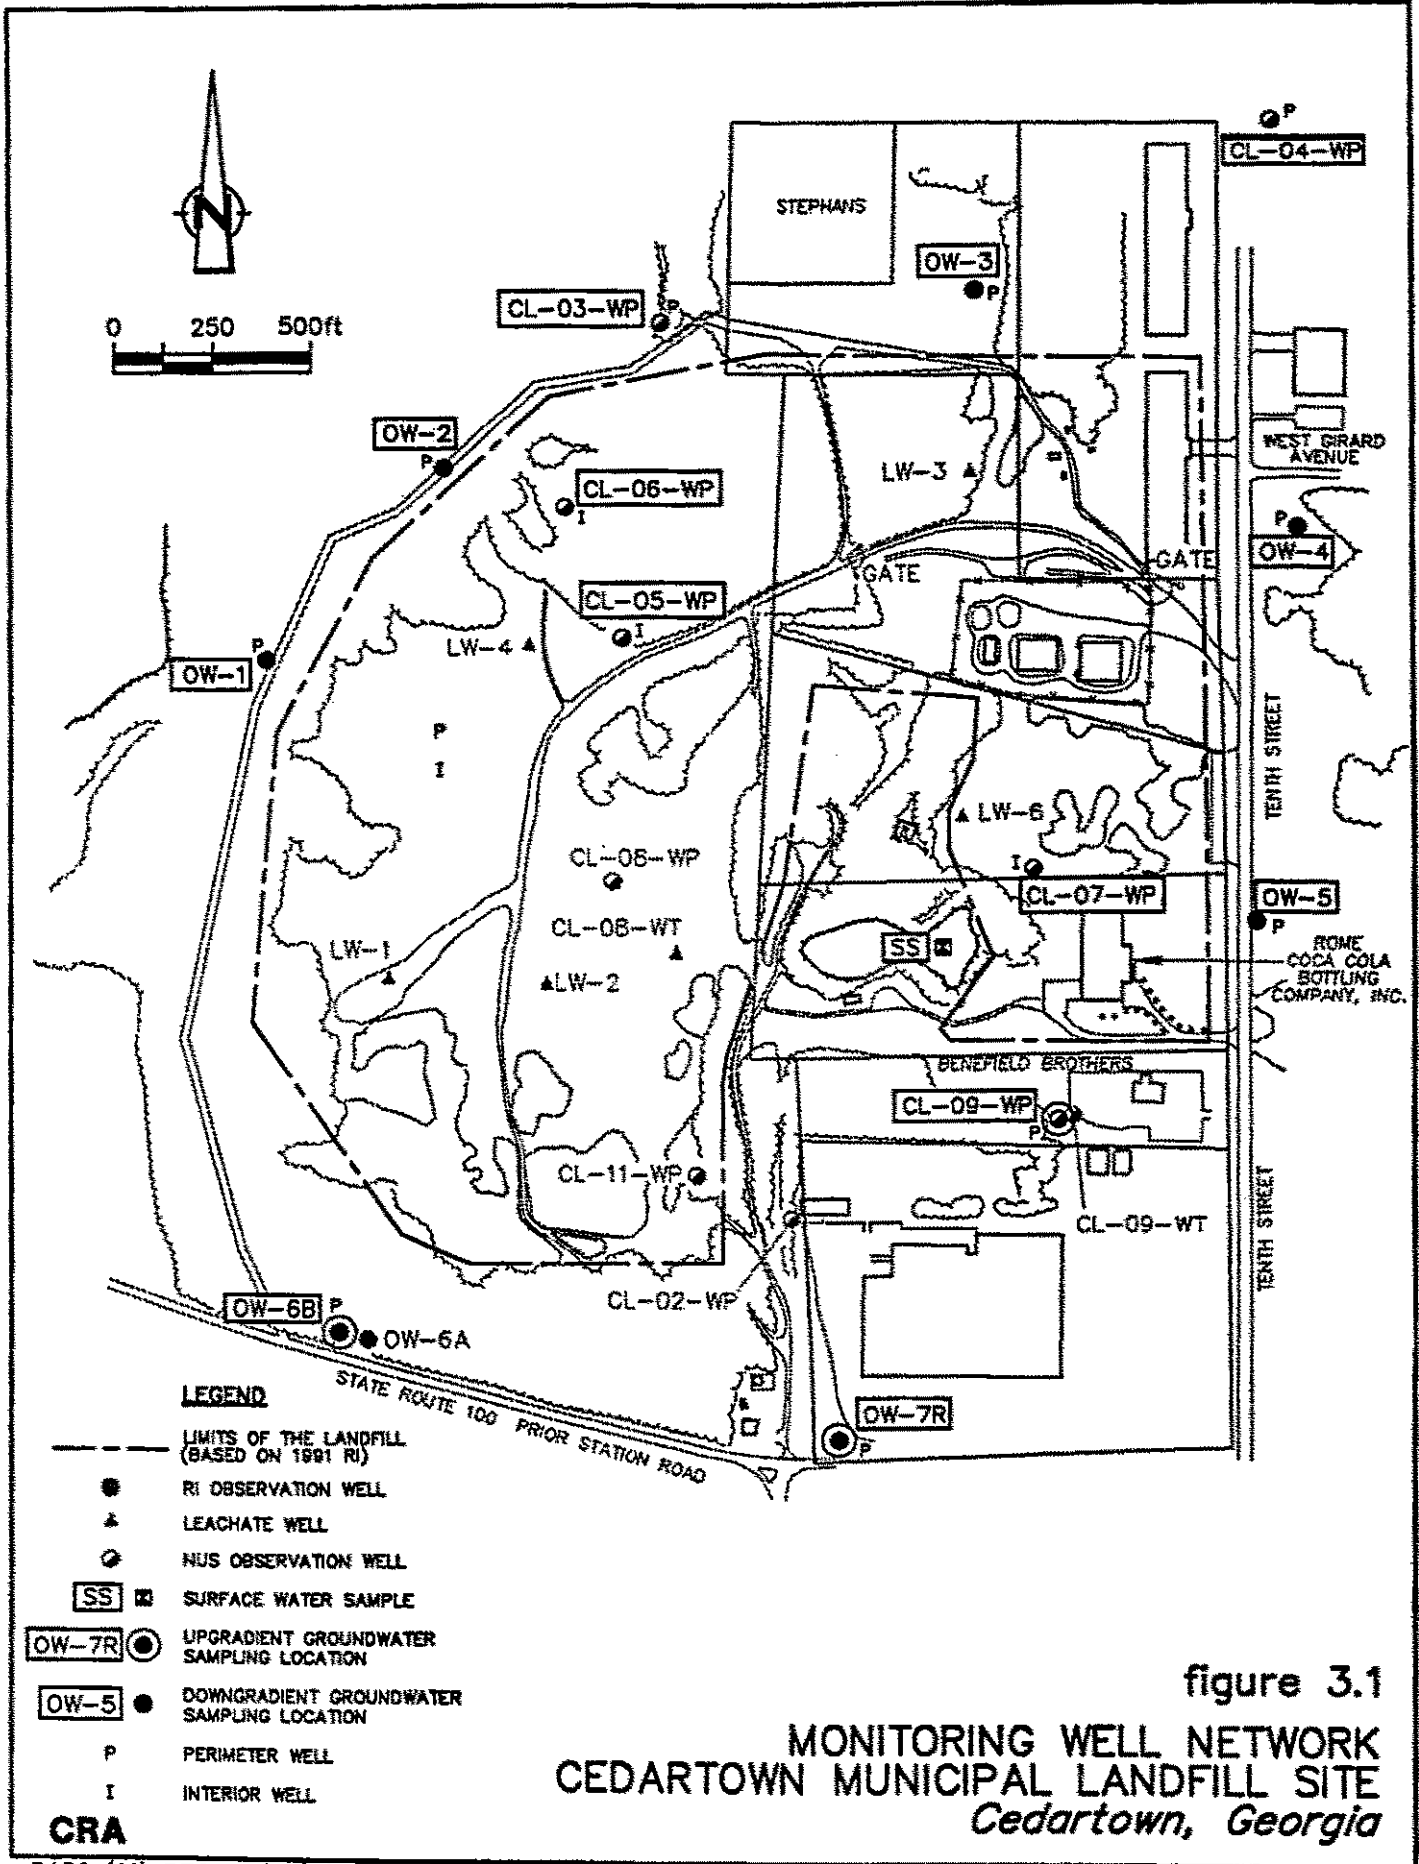 P
CL-04-WP
STEPHANS
N
OW-3
P
CL-03-WP
P
0 250 500ft
OW-2
P
WEST GIRARD
AVENUE
LW-3
CL-06-WP
I
P
OW-4
GATE
GATE
CL-05-WP
I
LW-4
P
OW-1
TENTH STREET
P
I
LW-6
CL-08-WP
I
CL-07-WP
OW-5
P
CL-08-WT
LW-1
SS
ROME
COCA COLA
BOTTLING
COMPANY, INC.
LW-2
BENEFIELD BROTHERS
CL-09-WP
P
CL-11-WP
CL-09-WT
TENTH STREET
CL-02-WP
OW-6B
P
OW-6A
STATE ROUTE 100 PRIOR STATION ROAD
OW-7R
P
LEGEND
LIMITS OF THE LANDFILL
(BASED ON 1991 RI)
RI OBSERVATION WELL
LEACHATE WELL
NUS OBSERVATION WELL
SS SURFACE WATER SAMPLE
OW-7R UPGRADIENT GROUNDWATER
SAMPLING LOCATION
OW-5 DOWNGRADIENT GROUNDWATER
SAMPLING LOCATION
P PERIMETER WELL
I INTERIOR WELL
CRA
figure 3.1
MONITORING WELL NETWORK
CEDARTOWN MUNICIPAL LANDFILL SITE
Cedartown, Georgia